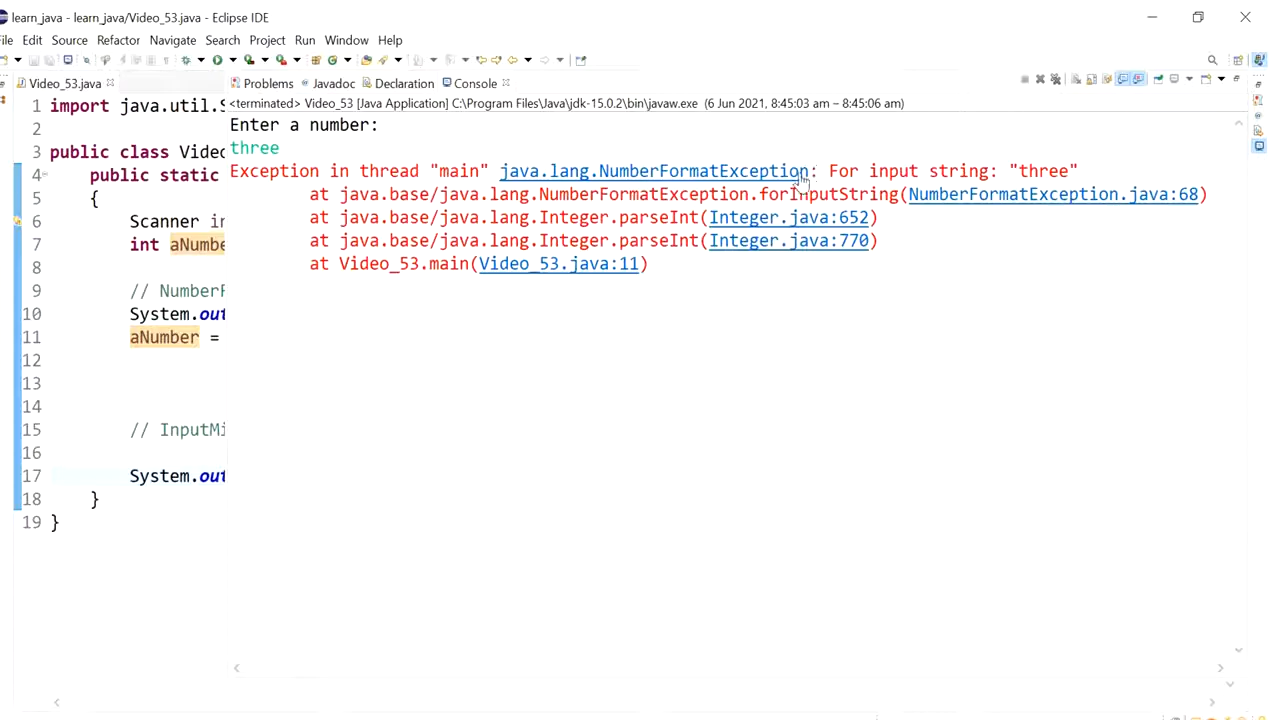 learn_java - learn_java/Video_53.java - Eclipse IDE
File Edit Source Refactor Navigate Search Project Run Window Help
Video_53.java
Problems Javadoc Declaration Console
<terminated> Video_53 [Java Application] C:\Program Files\Java\jdk-15.0.2\bin\javaw.exe (6 Jun 2021, 8:45:03 am – 8:45:06 am)
1 import java.util.S
2
3 public class Video
4 public static
5 {
6 Scanner in
7 int aNumbe
8
9 // NumberF
10 System.out
11 aNumber =
12
13
14
15 // InputMi
16
17 System.out
18 }
19 }
Enter a number:
three
Exception in thread "main" java.lang.NumberFormatException: For input string: "three"
at java.base/java.lang.NumberFormatException.forInputString(NumberFormatException.java:68)
at java.base/java.lang.Integer.parseInt(Integer.java:652)
at java.base/java.lang.Integer.parseInt(Integer.java:770)
at Video_53.main(Video_53.java:11)